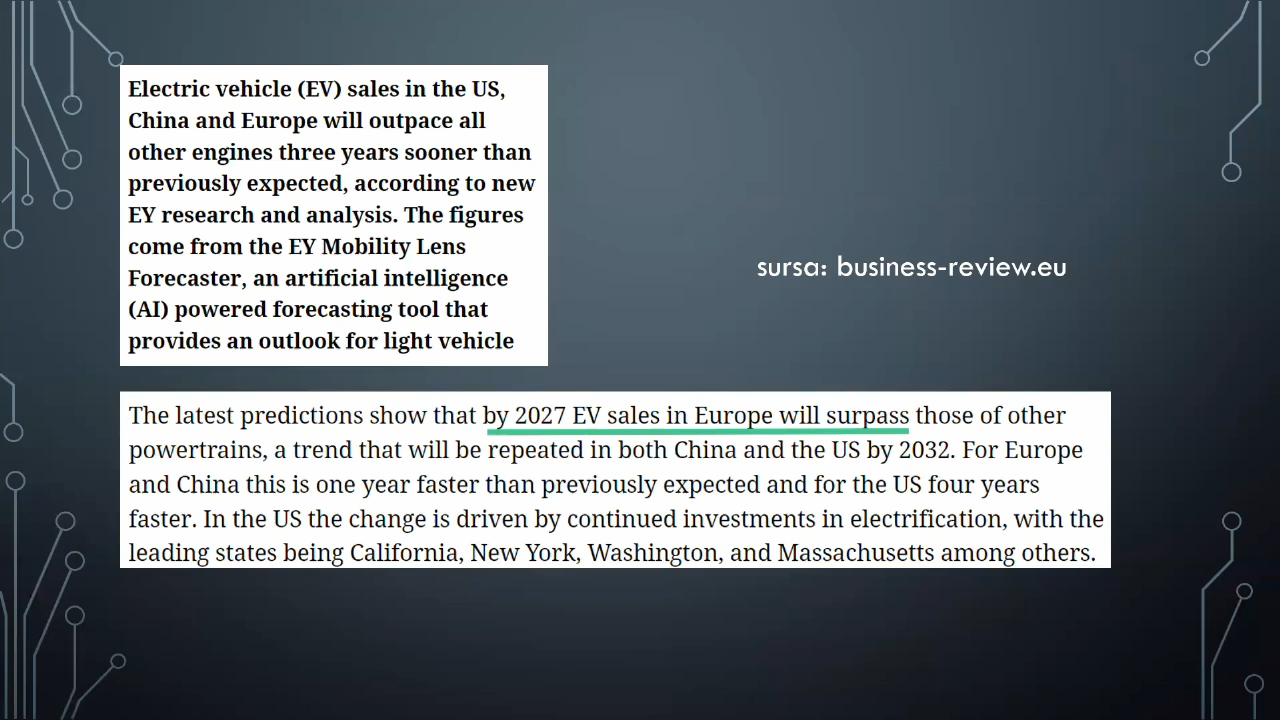 Electric vehicle (EV) sales in the US,
China and Europe will outpace all
other engines three years sooner than
previously expected, according to new
EY research and analysis. The figures
come from the EY Mobility Lens
Forecaster, an artificial intelligence
(AI) powered forecasting tool that
provides an outlook for light vehicle
sursa: business-review.eu
The latest predictions show that by 2027 EV sales in Europe will surpass those of other
powertrains, a trend that will be repeated in both China and the US by 2032. For Europe
and China this is one year faster than previously expected and for the US four years
faster. In the US the change is driven by continued investments in electrification, with the
leading states being California, New York, Washington, and Massachusetts among others.